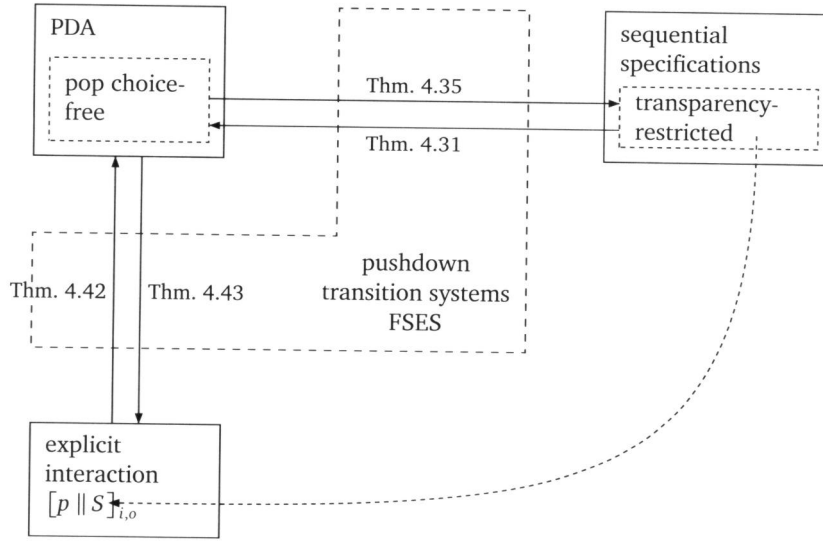 PDA
pop choice-
free
Thm. 4.35
Thm. 4.31
sequential
specifications
transparency-
restricted
pushdown
transition systems
FSES
Thm. 4.42
Thm. 4.43
explicit
interaction
[p || S]i,o